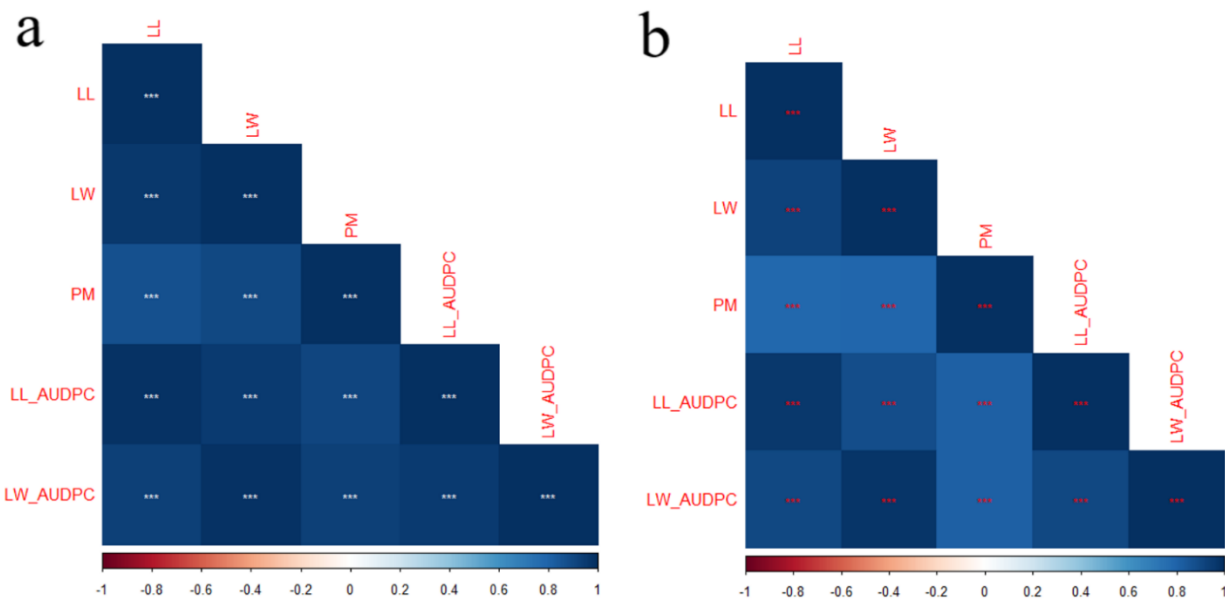 a
LL
LL
***
LW
LW
*** ***
PM
PM
*** *** ***
LL_AUDPC
LL_AUDPC
*** *** *** ***
LW_AUDPC
LW_AUDPC
*** *** *** *** ***
-1 -0.8 -0.6 -0.4 -0.2 0 0.2 0.4 0.6 0.8 1
b
LL
LL
***
LW
LW
*** ***
PM
PM
*** *** ***
LL_AUDPC
LL_AUDPC
*** *** *** ***
LW_AUDPC
LW_AUDPC
*** *** *** *** ***
-1 -0.8 -0.6 -0.4 -0.2 0 0.2 0.4 0.6 0.8 1